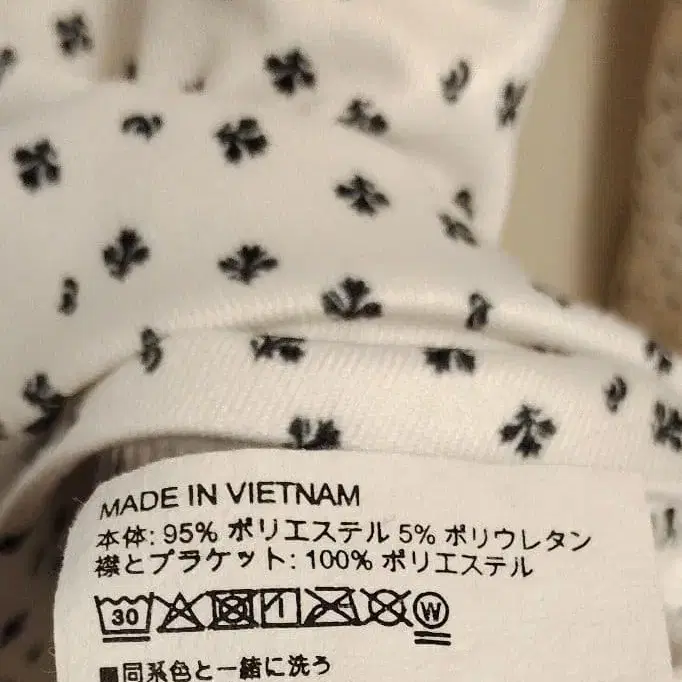 MADE IN VIETNAM
本体: 95% ポリエステル 5% ポリウレタン
襟とプラケット: 100% ポリエステル
30 W
■同系色と一緒に洗う